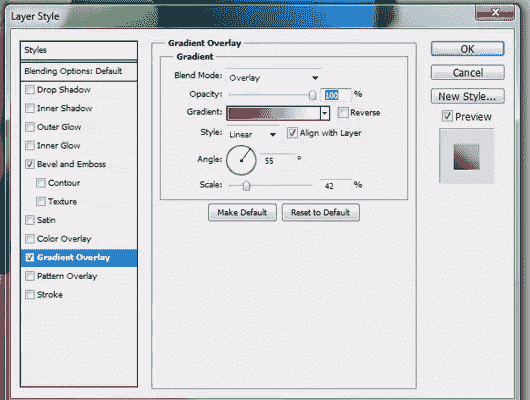 Layer Style
Styles
Blending Options: Default
Drop Shadow
Inner Shadow
Outer Glow
Inner Glow
Bevel and Emboss
Contour
Texture
Satin
Color Overlay
Gradient Overlay
Pattern Overlay
Stroke
Gradient Overlay
Gradient
Blend Mode: Overlay
Opacity: 100 %
Gradient: Reverse
Style: Linear Align with Layer
Angle: 55 °
Scale: 42 %
Make Default Reset to Default
OK
Cancel
New Style...
Preview